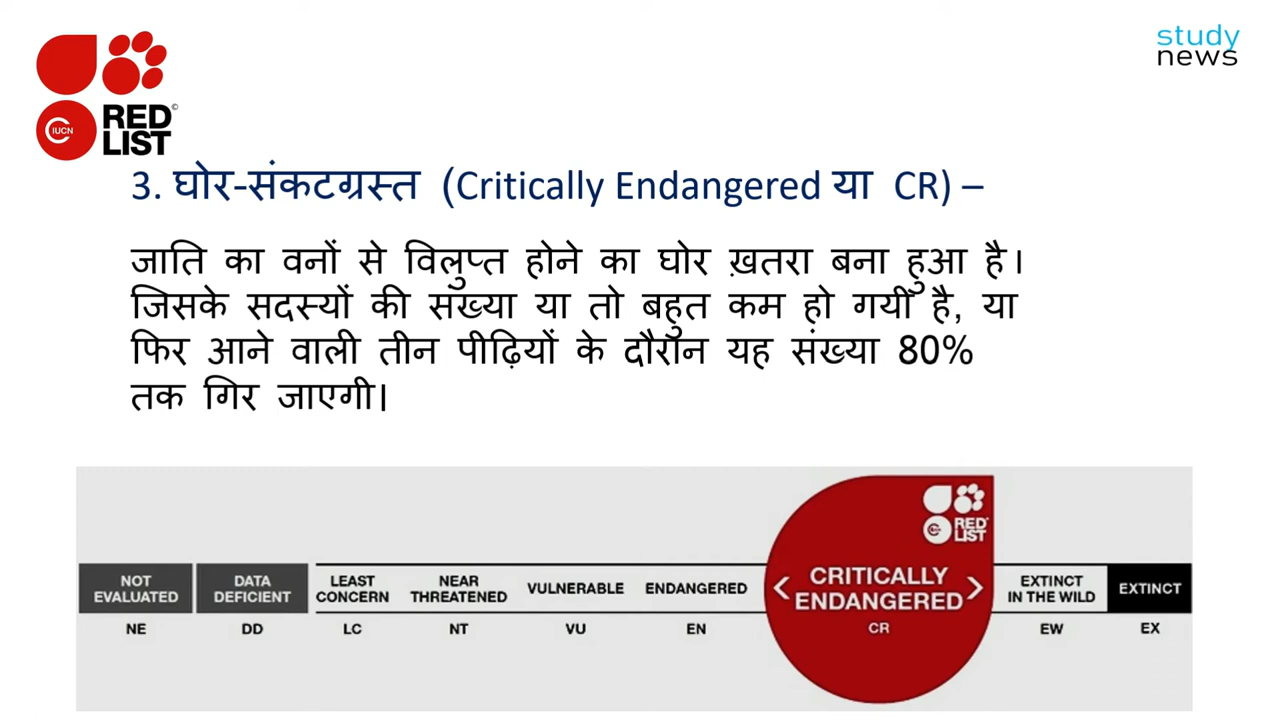 study
news
IUCN
RED
LIST
3. घोर-संकटग्रस्त (Critically Endangered या CR) –
जाति का वनों से विलुप्त होने का घोर ख़तरा बना हुआ है।
जिसके सदस्यों की संख्या या तो बहुत कम हो गयीं है, या
फिर आने वाली तीन पीढ़ियों के दौरान यह संख्या 80%
तक गिर जाएगी।
RED
LIST
NOT
EVALUATED
DATA
DEFICIENT
LEAST
CONCERN
NEAR
THREATENED
VULNERABLE
ENDANGERED
< CRITICALLY
ENDANGERED >
EXTINCT
IN THE WILD
EXTINCT
NE DD LC NT VU EN CR EW EX